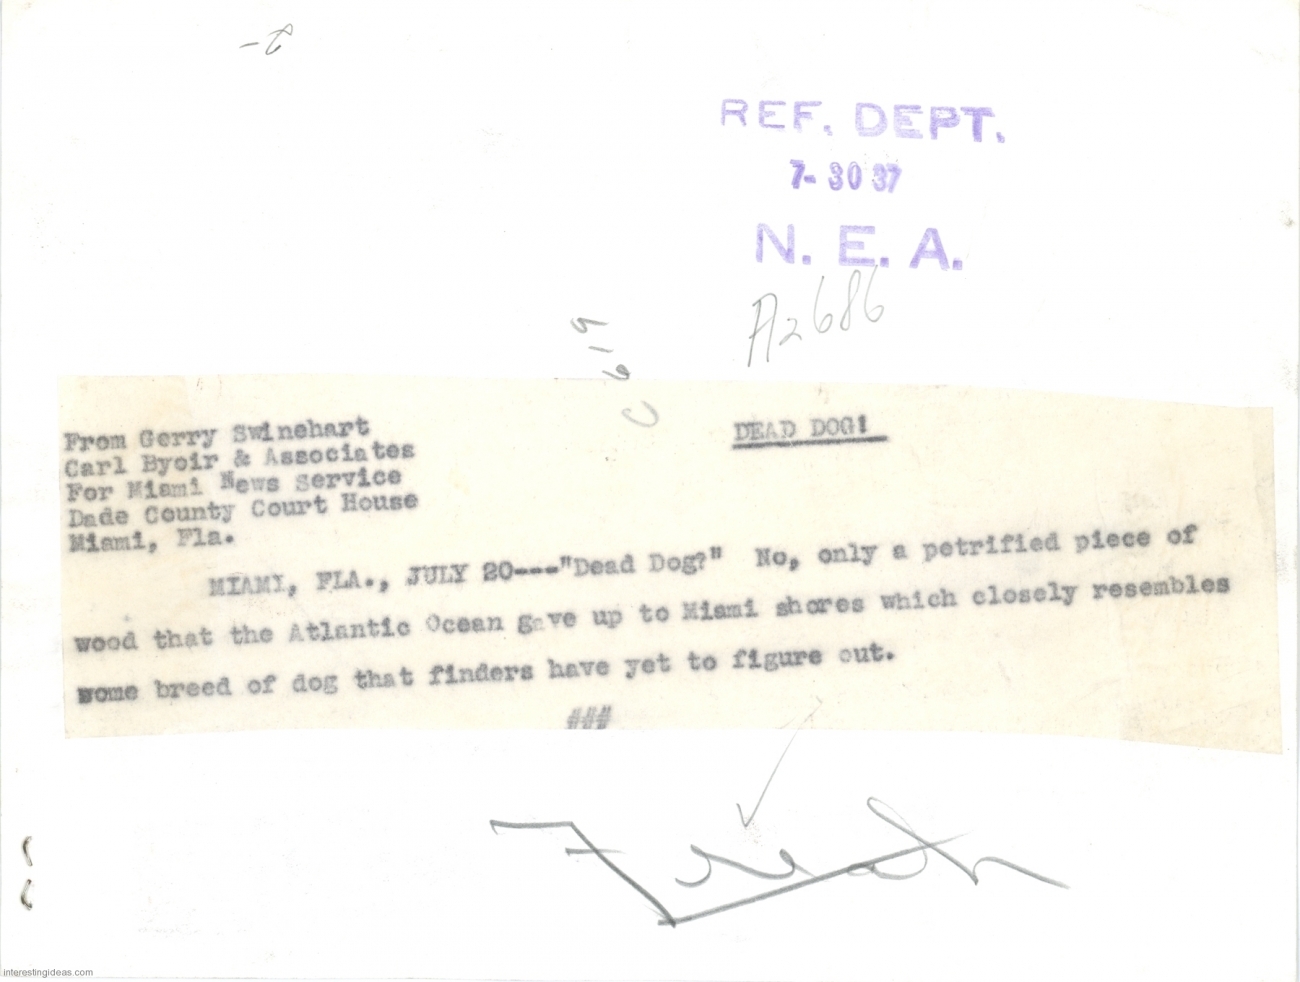 REF. DEPT.
7- 30 37
N. E. A.
A2686
C 619
From Gerry Swinehart
Carl Byoir & Associates
For Miami News Service
Dade County Court House
Miami, Fla.
DEAD DOG!
MIAMI, FLA., JULY 20---"Dead Dog?" No, only a petrified piece of
wood that the Atlantic Ocean gave up to Miami shores which closely resembles
some breed of dog that finders have yet to figure out.
###
Freak
interestingideas.com